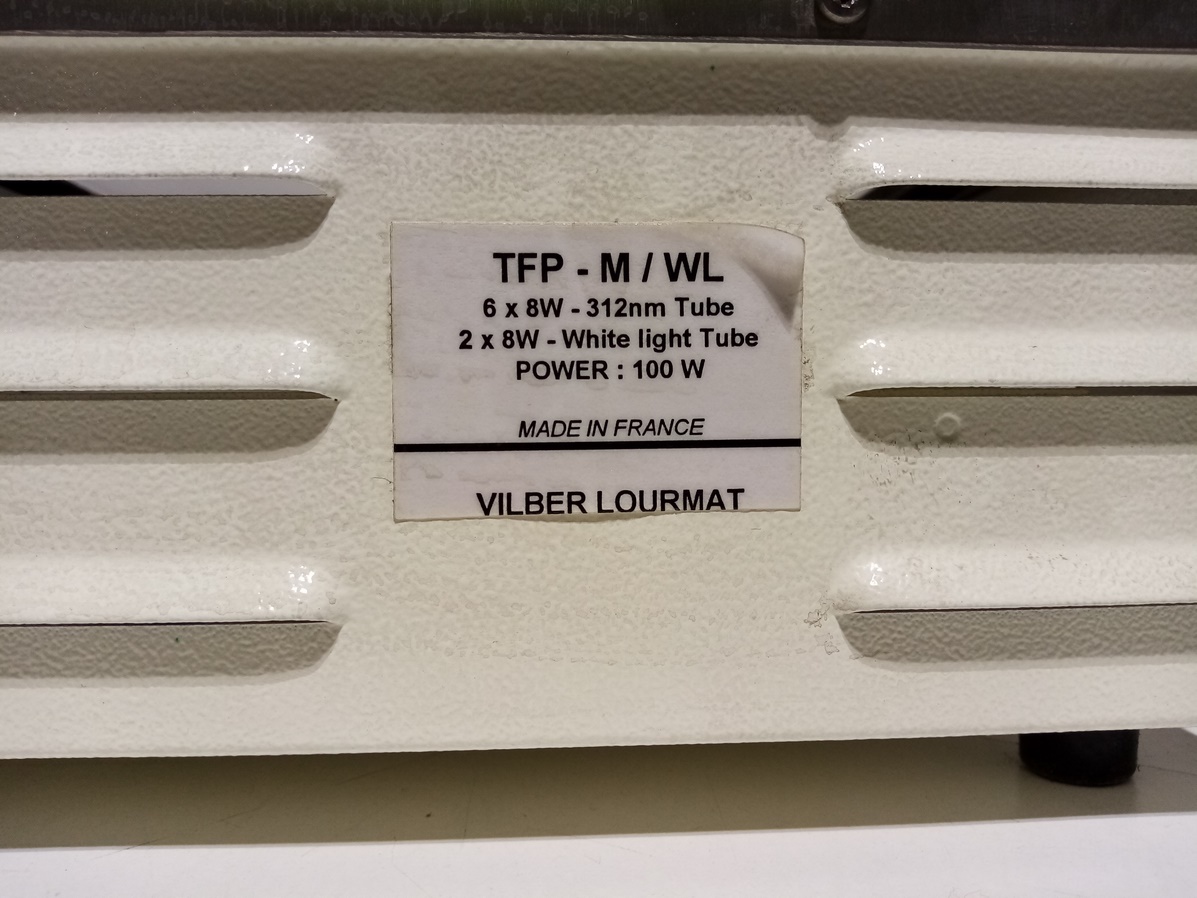 TFP - M / WL
6 x 8W - 312nm Tube
2 x 8W - White light Tube
POWER : 100 W
MADE IN FRANCE
VILBER LOURMAT